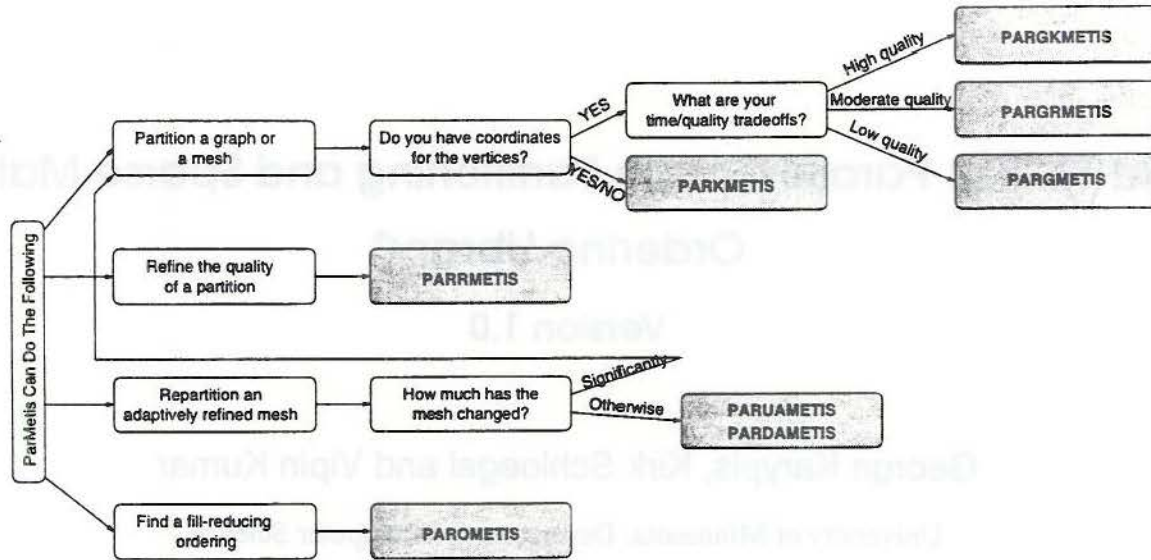 ParMetis Can Do The Following
Partition a graph or
a mesh
Do you have coordinates
for the vertices?
YES
YES/NO
What are your
time/quality tradeoffs?
High quality
Moderate quality
Low quality
PARGKMETIS
PARGRMETIS
PARGMETIS
PARKMETIS
Refine the quality
of a partition
PARRMETIS
Repartition an
adaptively refined mesh
How much has the
mesh changed?
Significantly
Otherwise
PARUAMETIS
PARDAMETIS
Find a fill-reducing
ordering
PAROMETIS
Ordering Library
Version 1.0
George Karypis, Kirk Schloegel and Vipin Kumar
University of Minnesota,